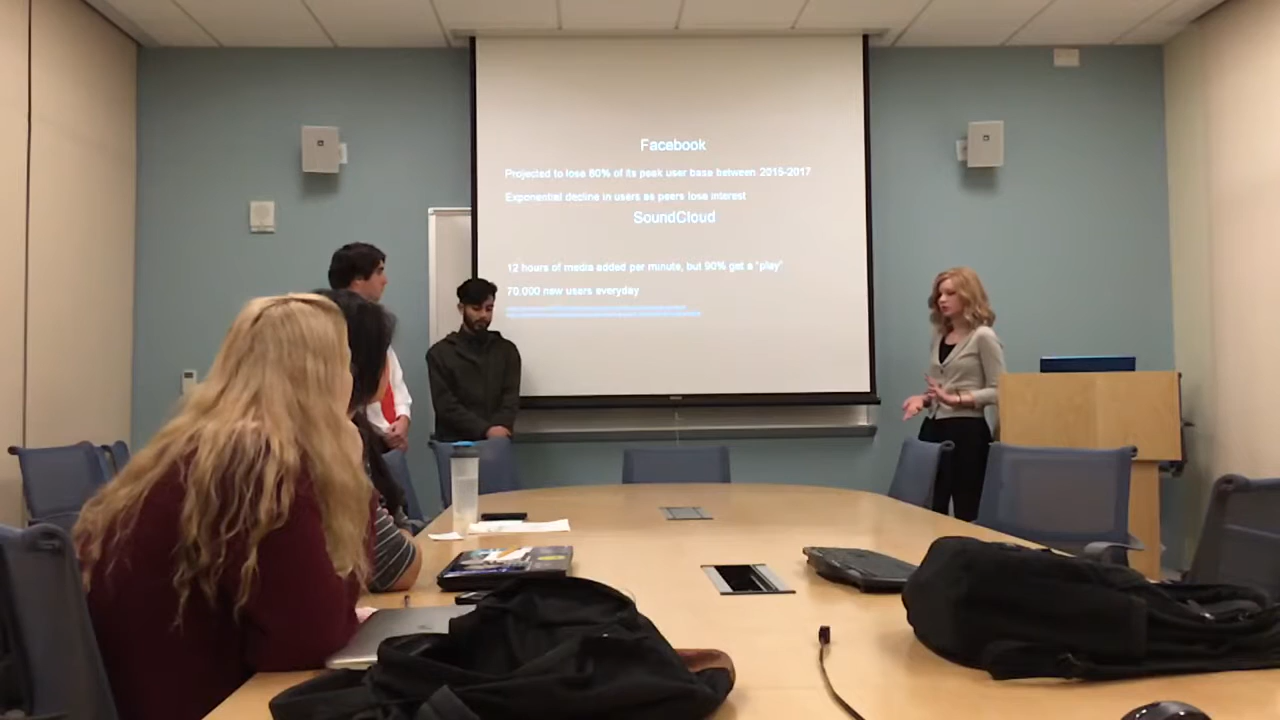 Facebook
Projected to lose 80% of its peak user base between 2015-2017
Exponential decline in users as peers lose interest
SoundCloud
12 hours of media added per minute, but 90% get a "play"
70,000 new users everyday